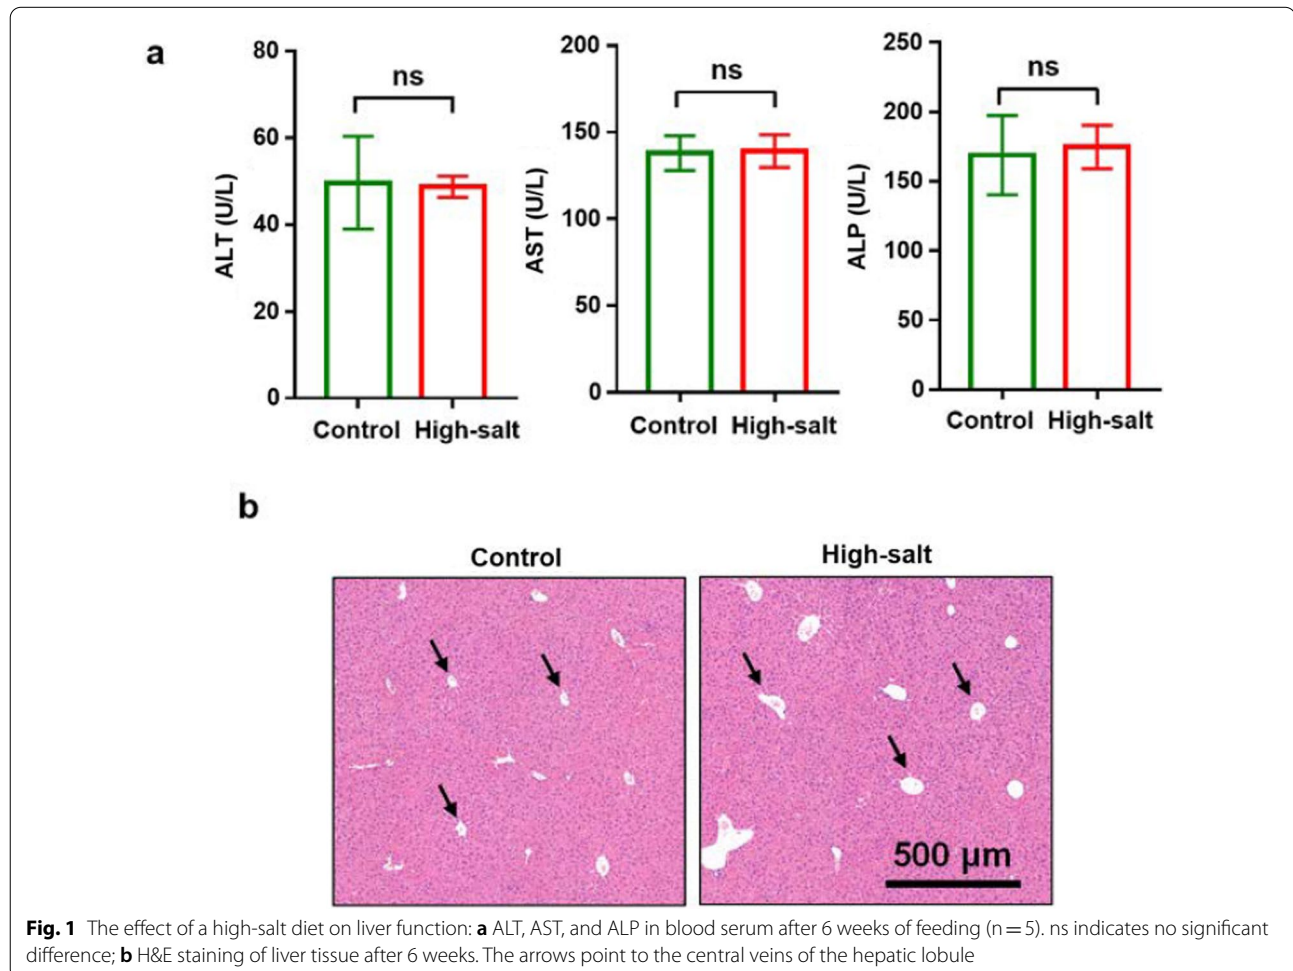 a
80
60
40
20
0
ALT (U/L)
ns
Control High-salt
200
150
100
50
0
AST (U/L)
ns
Control High-salt
250
200
150
100
50
0
ALP (U/L)
ns
Control High-salt
b
Control
High-salt
500 µm
Fig. 1 The effect of a high-salt diet on liver function: a ALT, AST, and ALP in blood serum after 6 weeks of feeding (n = 5). ns indicates no significant
difference; b H&E staining of liver tissue after 6 weeks. The arrows point to the central veins of the hepatic lobule